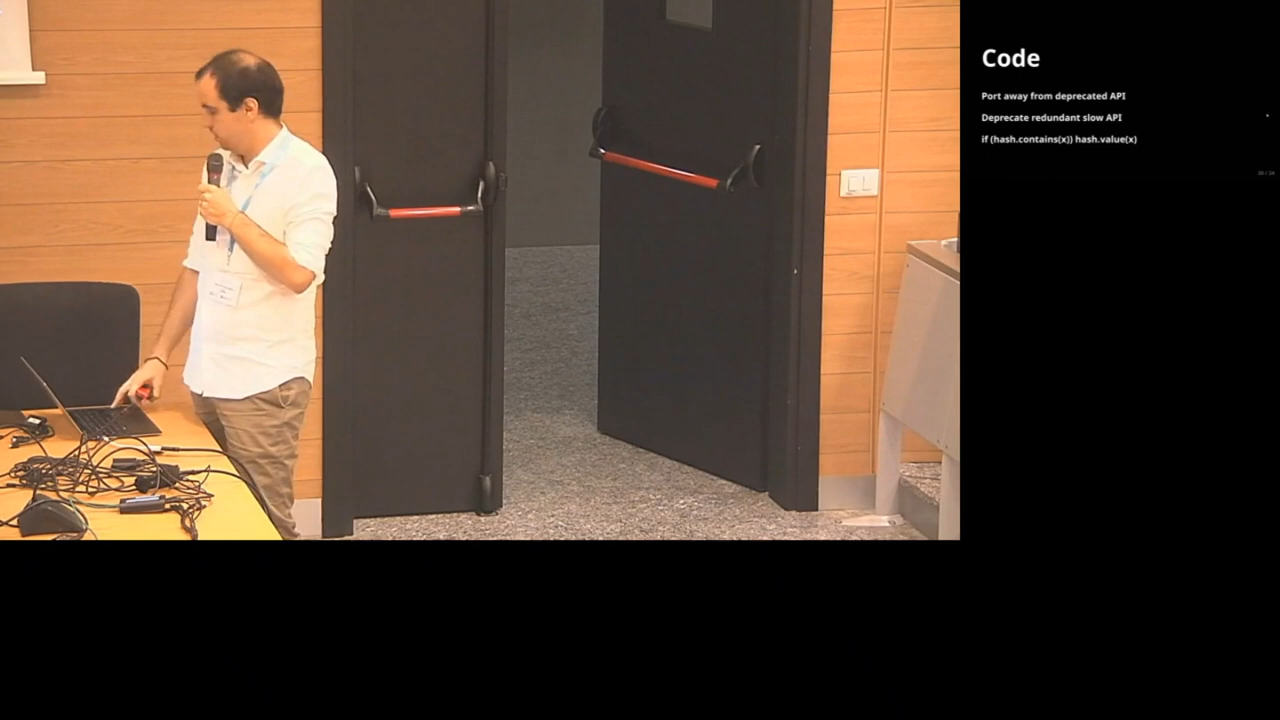 Code
Port away from deprecated API
Deprecate redundant slow API
if (hash.contains(x)) hash.value(x)